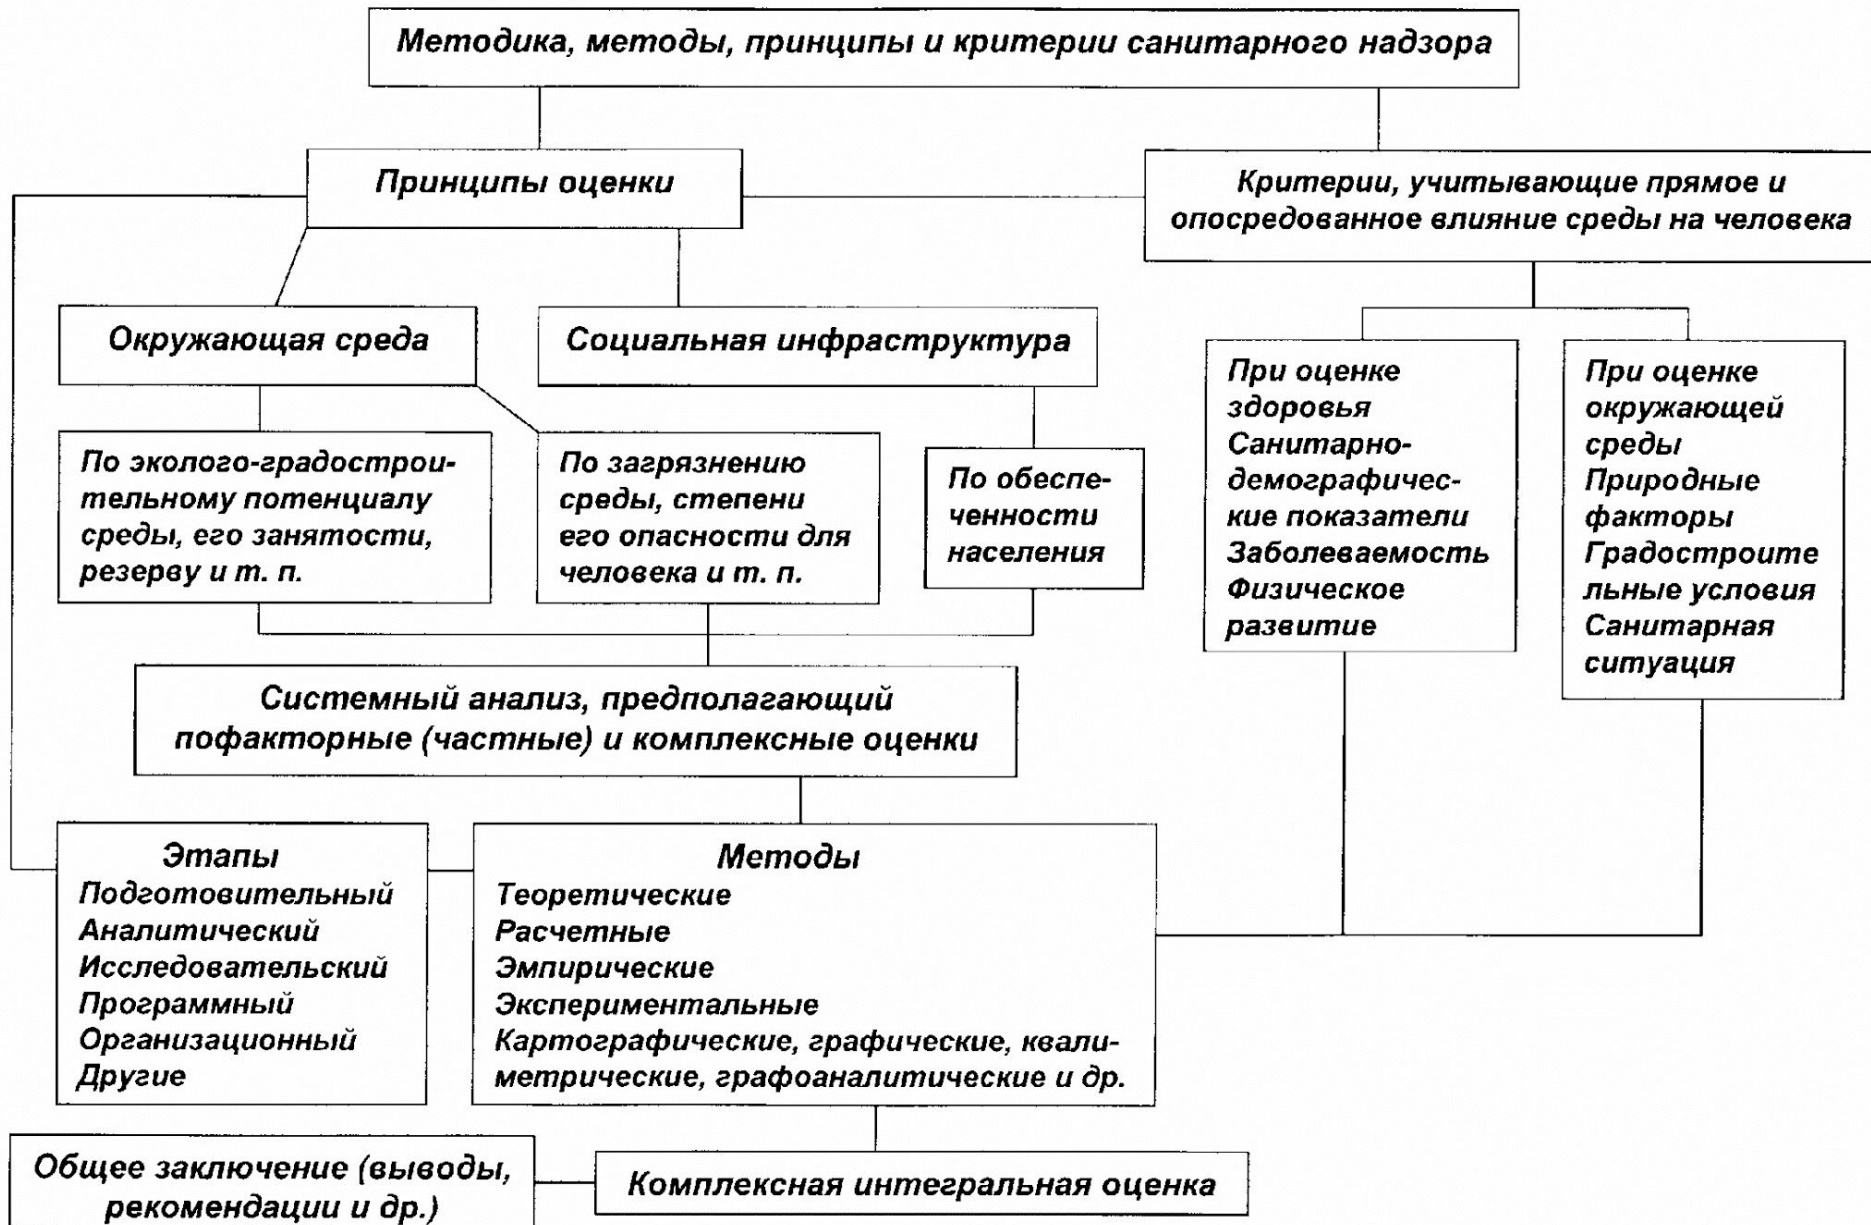 Методика, методы, принципы и критерии санитарного надзора
Принципы оценки
Критерии, учитывающие прямое и
опосредованное влияние среды на человека
Окружающая среда
Социальная инфраструктура
По эколого-градострои-
тельному потенциалу
среды, его занятости,
резерву и т. п.
По загрязнению
среды, степени
его опасности для
человека и т. п.
По обеспе-
ченности
населения
При оценке
здоровья
Санитарно-
демографичес-
кие показатели
Заболеваемость
Физическое
развитие
При оценке
окружающей
среды
Природные
факторы
Градостроите
льные условия
Санитарная
ситуация
Системный анализ, предполагающий
пофакторные (частные) и комплексные оценки
Этапы
Подготовительный
Аналитический
Исследовательский
Программный
Организационный
Другие
Методы
Теоретические
Расчетные
Эмпирические
Экспериментальные
Картографические, графические, квали-
метрические, графоаналитические и др.
Общее заключение (выводы,
рекомендации и др.)
Комплексная интегральная оценка